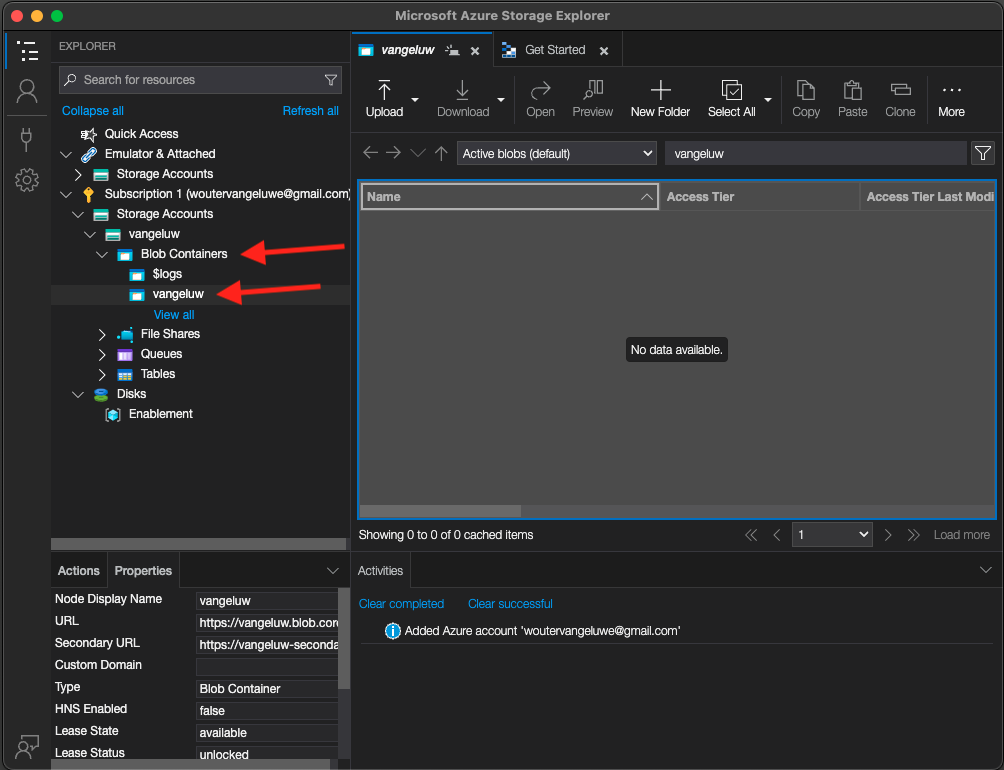 Microsoft Azure Storage Explorer
EXPLORER
Search for resources
Collapse all
Refresh all
Quick Access
Emulator & Attached
Storage Accounts
Subscription 1 (woutervangeluwe@gmail.com)
Storage Accounts
vangeluw
Blob Containers
$logs
vangeluw
View all
File Shares
Queues
Tables
Disks
Enablement
Actions
Properties
Node Display Name
vangeluw
URL
https://vangeluw.blob.core
Secondary URL
https://vangeluw-seconda
Custom Domain
Type
Blob Container
HNS Enabled
false
Lease State
available
Lease Status
unlocked
vangeluw
Get Started
Upload
Download
Open
Preview
New Folder
Select All
Copy
Paste
Clone
More
Active blobs (default)
vangeluw
Name
Access Tier
Access Tier Last Modi
No data available.
Showing 0 to 0 of 0 cached items
1
Load more
Activities
Clear completed
Clear successful
Added Azure account 'woutervangeluwe@gmail.com'